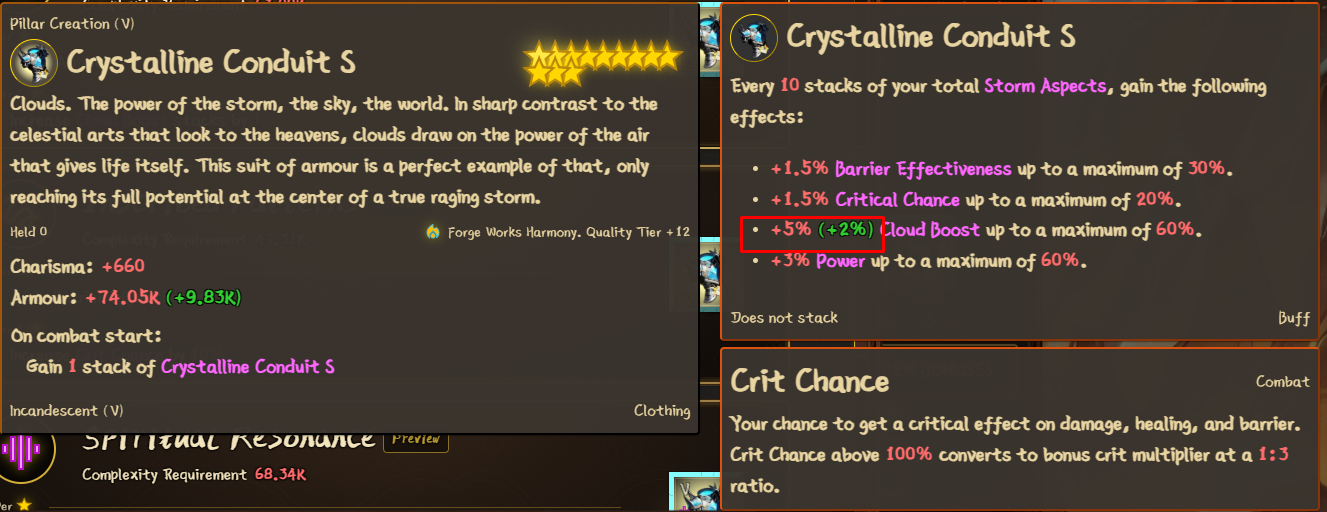 Pillar Creation (V)
Crystalline Conduit S
Clouds. The power of the storm, the sky, the world. In sharp contrast to the
celestial arts that look to the heavens, clouds draw on the power of the air
that gives life itself. This suit of armour is a perfect example of that, only
reaching its full potential at the center of a true raging storm.
Held 0
Forge Works Harmony. Quality Tier +12
Charisma: +660
Armour: +74.05K (+9.83K)
On combat start:
Gain 1 stack of Crystalline Conduit S
Incandescent (V)
Clothing
Spiritual Resonance
Preview
Complexity Requirement 68.34K
Crystalline Conduit S
Every 10 stacks of your total Storm Aspects, gain the following
effects:
• +1.5% Barrier Effectiveness up to a maximum of 30%.
• +1.5% Critical Chance up to a maximum of 20%.
• +5% (+2%) Cloud Boost up to a maximum of 60%.
• +3% Power up to a maximum of 60%.
Does not stack
Buff
Crit Chance
Combat
Your chance to get a critical effect on damage, healing, and barrier.
Crit Chance above 100% converts to bonus crit multiplier at a 1:3
ratio.